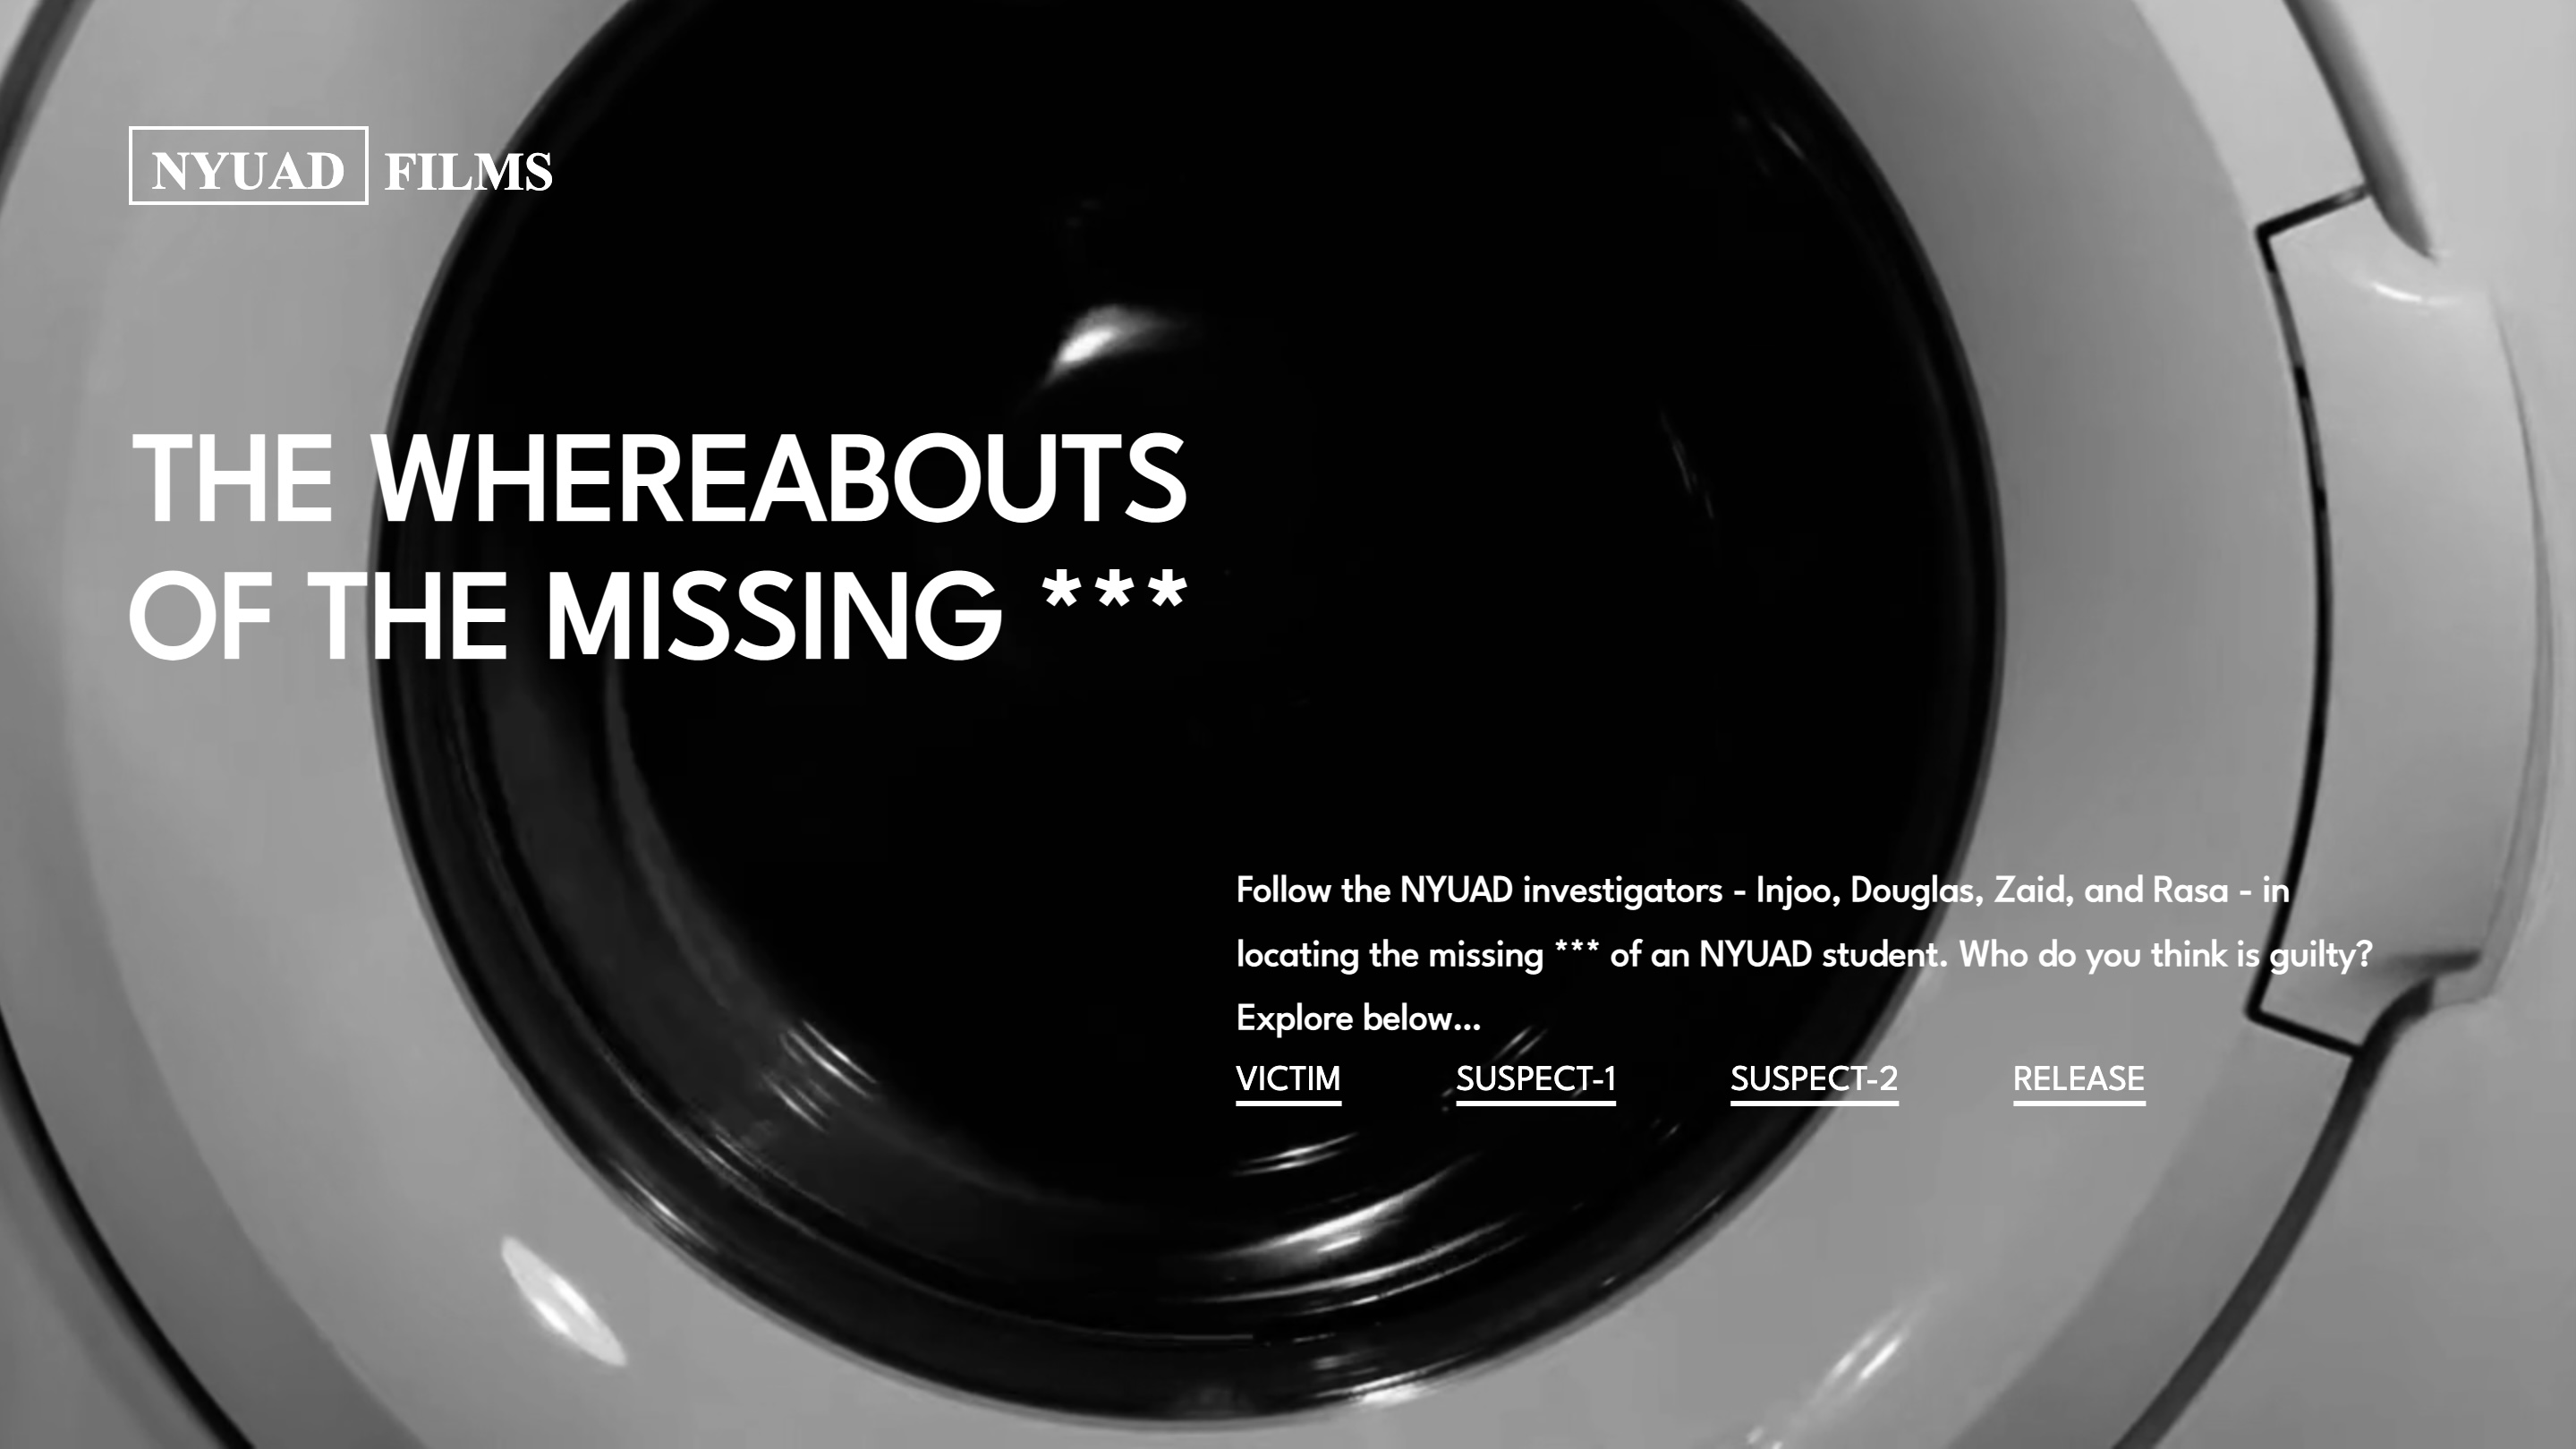 NYUAD FILMS
THE WHEREABOUTS
OF THE MISSING ***
Follow the NYUAD investigators - Injoo, Douglas, Zaid, and Rasa - in
locating the missing *** of an NYUAD student. Who do you think is guilty?
Explore below...
VICTIM SUSPECT-1 SUSPECT-2 RELEASE